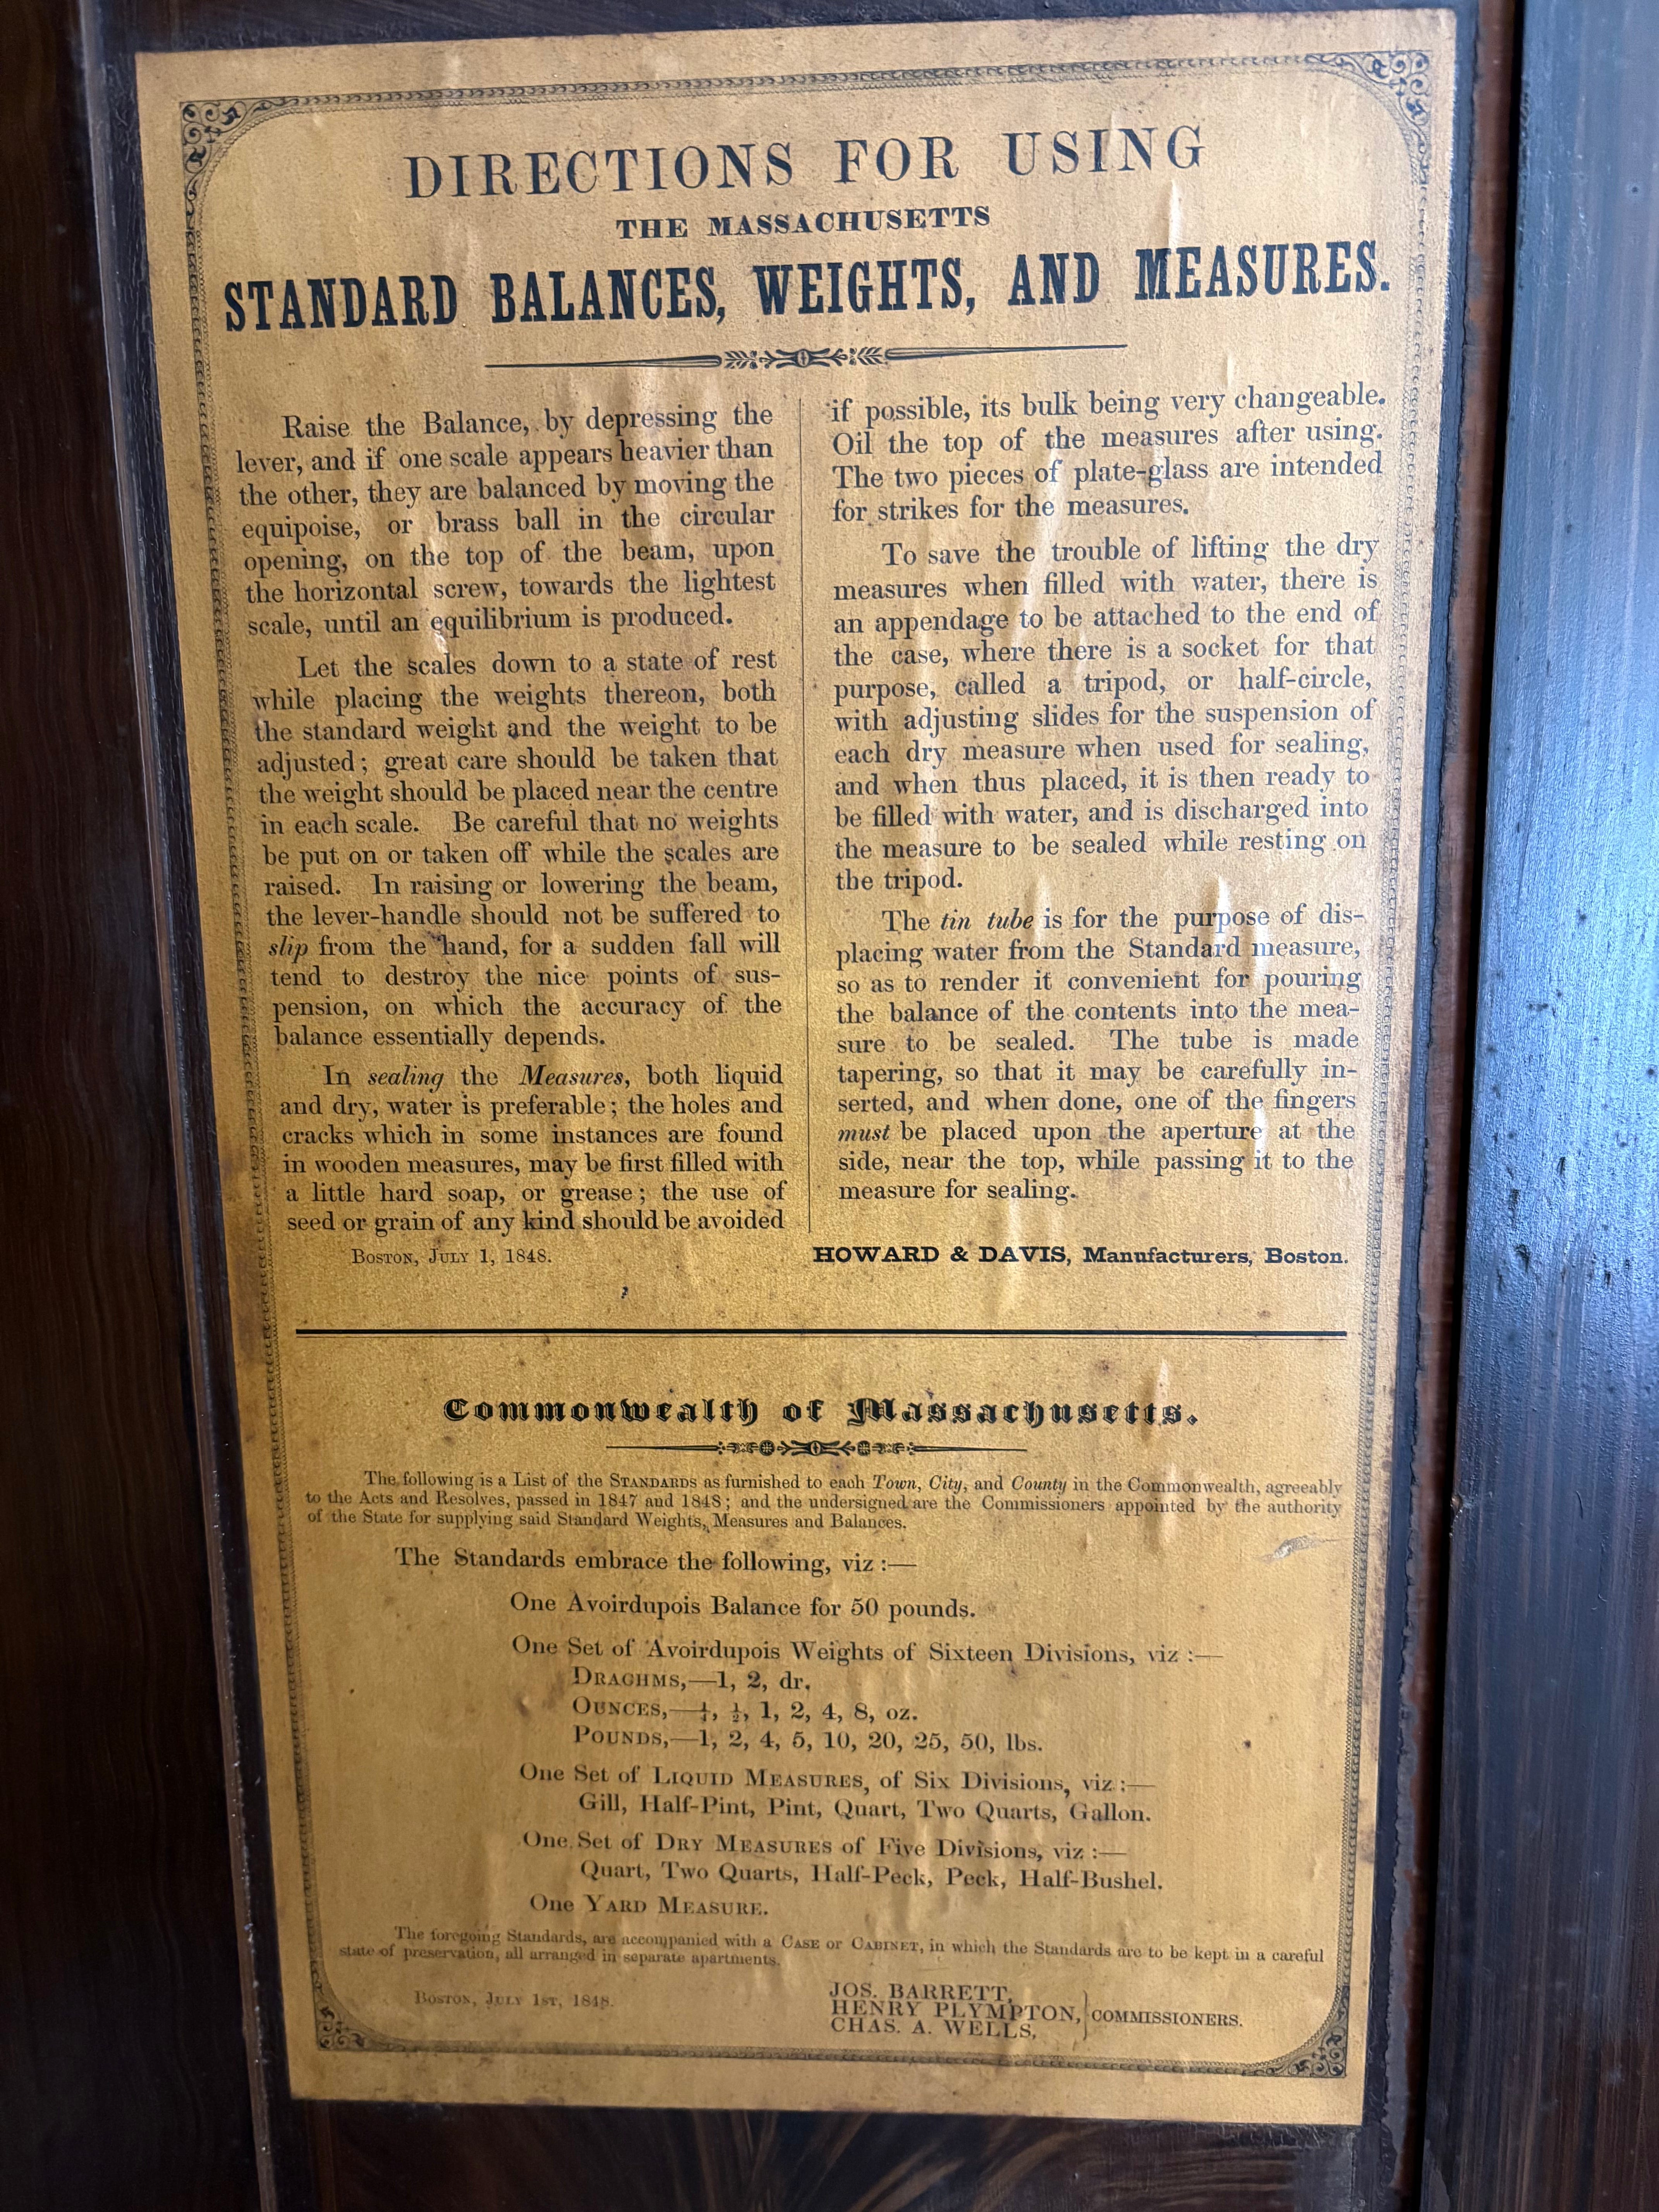 DIRECTIONS FOR USING
THE MASSACHUSETTS
STANDARD BALANCES, WEIGHTS, AND MEASURES.
Raise the Balance, by depressing the
lever, and if one scale appears heavier than
the other, they are balanced by moving the
equipoise, or brass ball in the circular
opening, on the top of the beam, upon
the horizontal screw, towards the lightest
scale, until an equilibrium is produced.
Let the scales down to a state of rest
while placing the weights thereon, both
the standard weight and the weight to be
adjusted; great care should be taken that
the weight should be placed near the centre
in each scale. Be careful that no weights
be put on or taken off while the scales are
raised. In raising or lowering the beam,
the lever-handle should not be suffered to
slip from the hand, for a sudden fall will
tend to destroy the nice points of sus-
pension, on which the accuracy of the
balance essentially depends.
In sealing the Measures, both liquid
and dry, water is preferable; the holes and
cracks which in some instances are found
in wooden measures, may be first filled with
a little hard soap, or grease; the use of
seed or grain of any kind should be avoided
if possible, its bulk being very changeable.
Oil the top of the measures after using.
The two pieces of plate-glass are intended
for strikes for the measures.
To save the trouble of lifting the dry
measures when filled with water, there is
an appendage to be attached to the end of
the case, where there is a socket for that
purpose, called a tripod, or half-circle,
with adjusting slides for the suspension of
each dry measure when used for sealing,
and when thus placed, it is then ready to
be filled with water, and is discharged into
the measure to be sealed while resting on
the tripod.
The tin tube is for the purpose of dis-
placing water from the Standard measure,
so as to render it convenient for pouring
the balance of the contents into the mea-
sure to be sealed. The tube is made
tapering, so that it may be carefully in-
serted, and when done, one of the fingers
must be placed upon the aperture at the
side, near the top, while passing it to the
measure for sealing.
BOSTON, JULY 1, 1848.
HOWARD & DAVIS, Manufacturers, Boston.
Commonwealth of Massachusetts.
The following is a List of the STANDARDS as furnished to each Town, City, and County in the Commonwealth, agreeably
to the Acts and Resolves, passed in 1847 and 1848; and the undersigned are the Commissioners appointed by the authority
of the State for supplying said Standard Weights, Measures and Balances.
The Standards embrace the following, viz:—
One Avoirdupois Balance for 50 pounds.
One Set of Avoirdupois Weights of Sixteen Divisions, viz:—
DRACHMS,—1, 2, dr.
OUNCES,—¼, ½, 1, 2, 4, 8, oz.
POUNDS,—1, 2, 4, 5, 10, 20, 25, 50, lbs.
One Set of LIQUID MEASURES, of Six Divisions, viz:—
Gill, Half-Pint, Pint, Quart, Two Quarts, Gallon.
One Set of DRY MEASURES of Five Divisions, viz:—
Quart, Two Quarts, Half-Peck, Peck, Half-Bushel.
One YARD MEASURE.
The foregoing Standards, are accompanied with a CASE or CABINET, in which the Standards are to be kept in a careful
state of preservation, all arranged in separate apartments.
BOSTON, JULY 1ST, 1848.
JOS. BARRETT,
HENRY PLYMPTON,
CHAS. A. WELLS,
COMMISSIONERS.